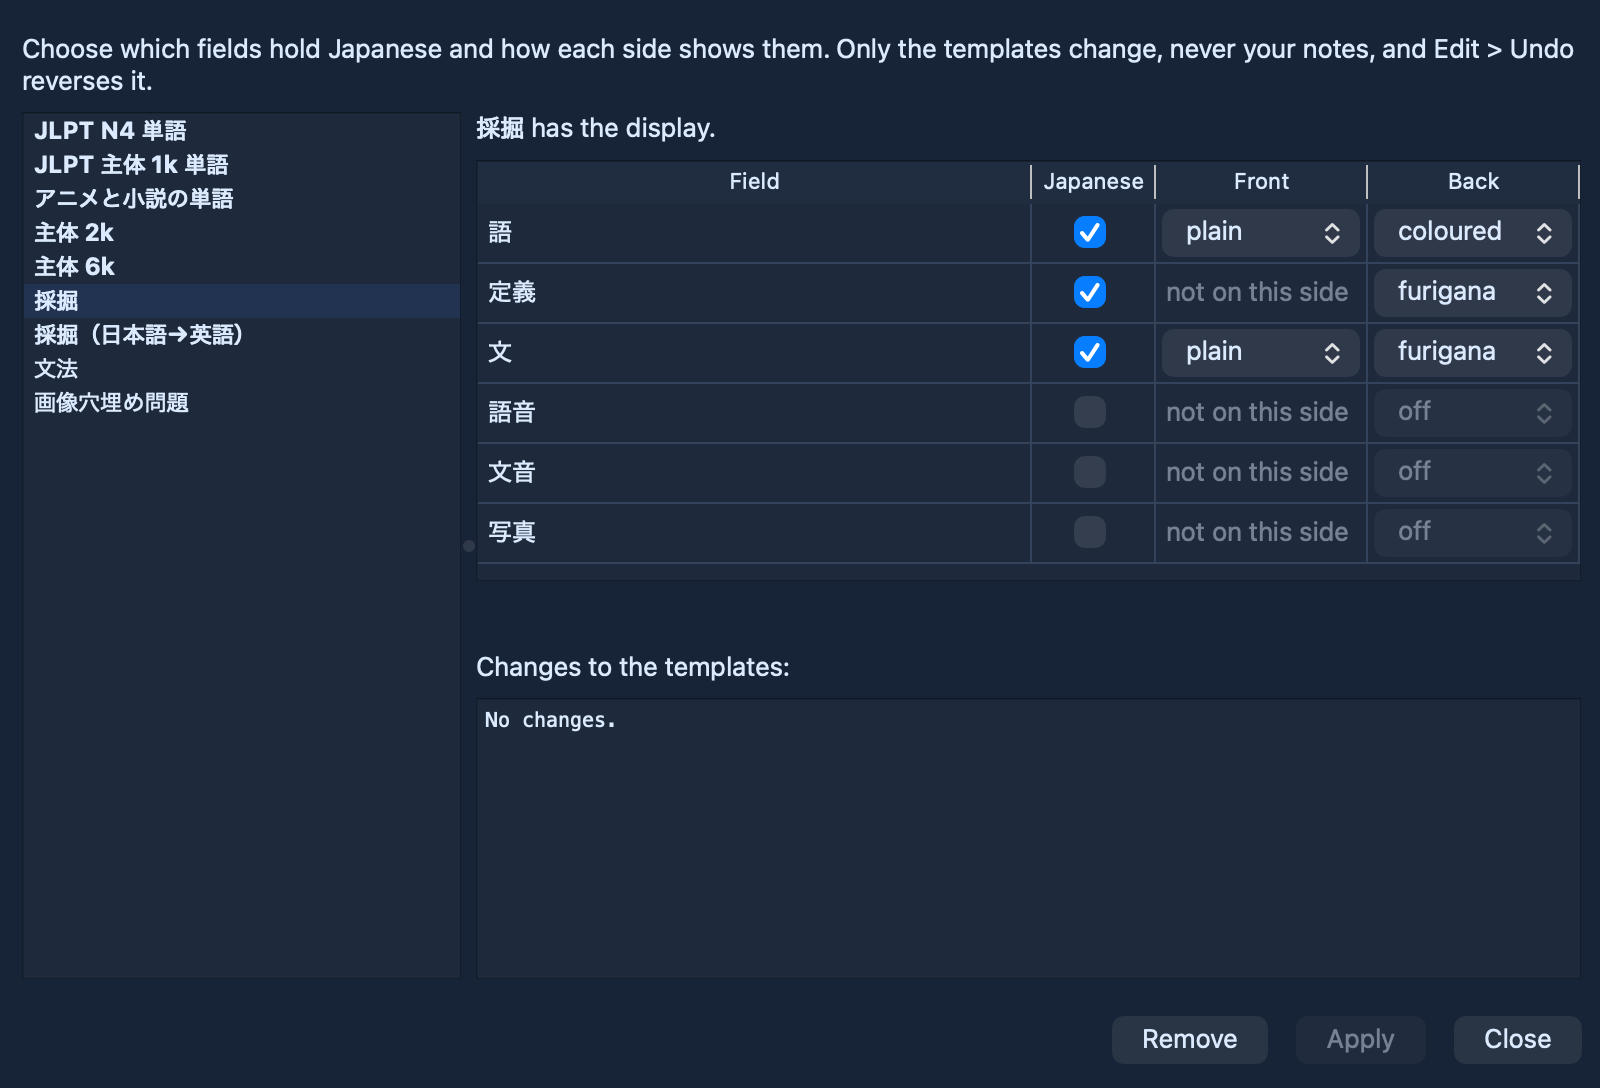 Choose which fields hold Japanese and how each side shows them. Only the templates change, never your notes, and Edit > Undo
reverses it.
JLPT N4 単語
JLPT 主体 1k 単語
アニメと小説の単語
主体 2k
主体 6k
採掘
採掘（日本語→英語）
文法
画像穴埋め問題
採掘 has the display.
Field Japanese Front Back
語 plain coloured
定義 not on this side furigana
文 plain furigana
語音 not on this side off
文音 not on this side off
写真 not on this side off
Changes to the templates:
No changes.
Remove Apply Close